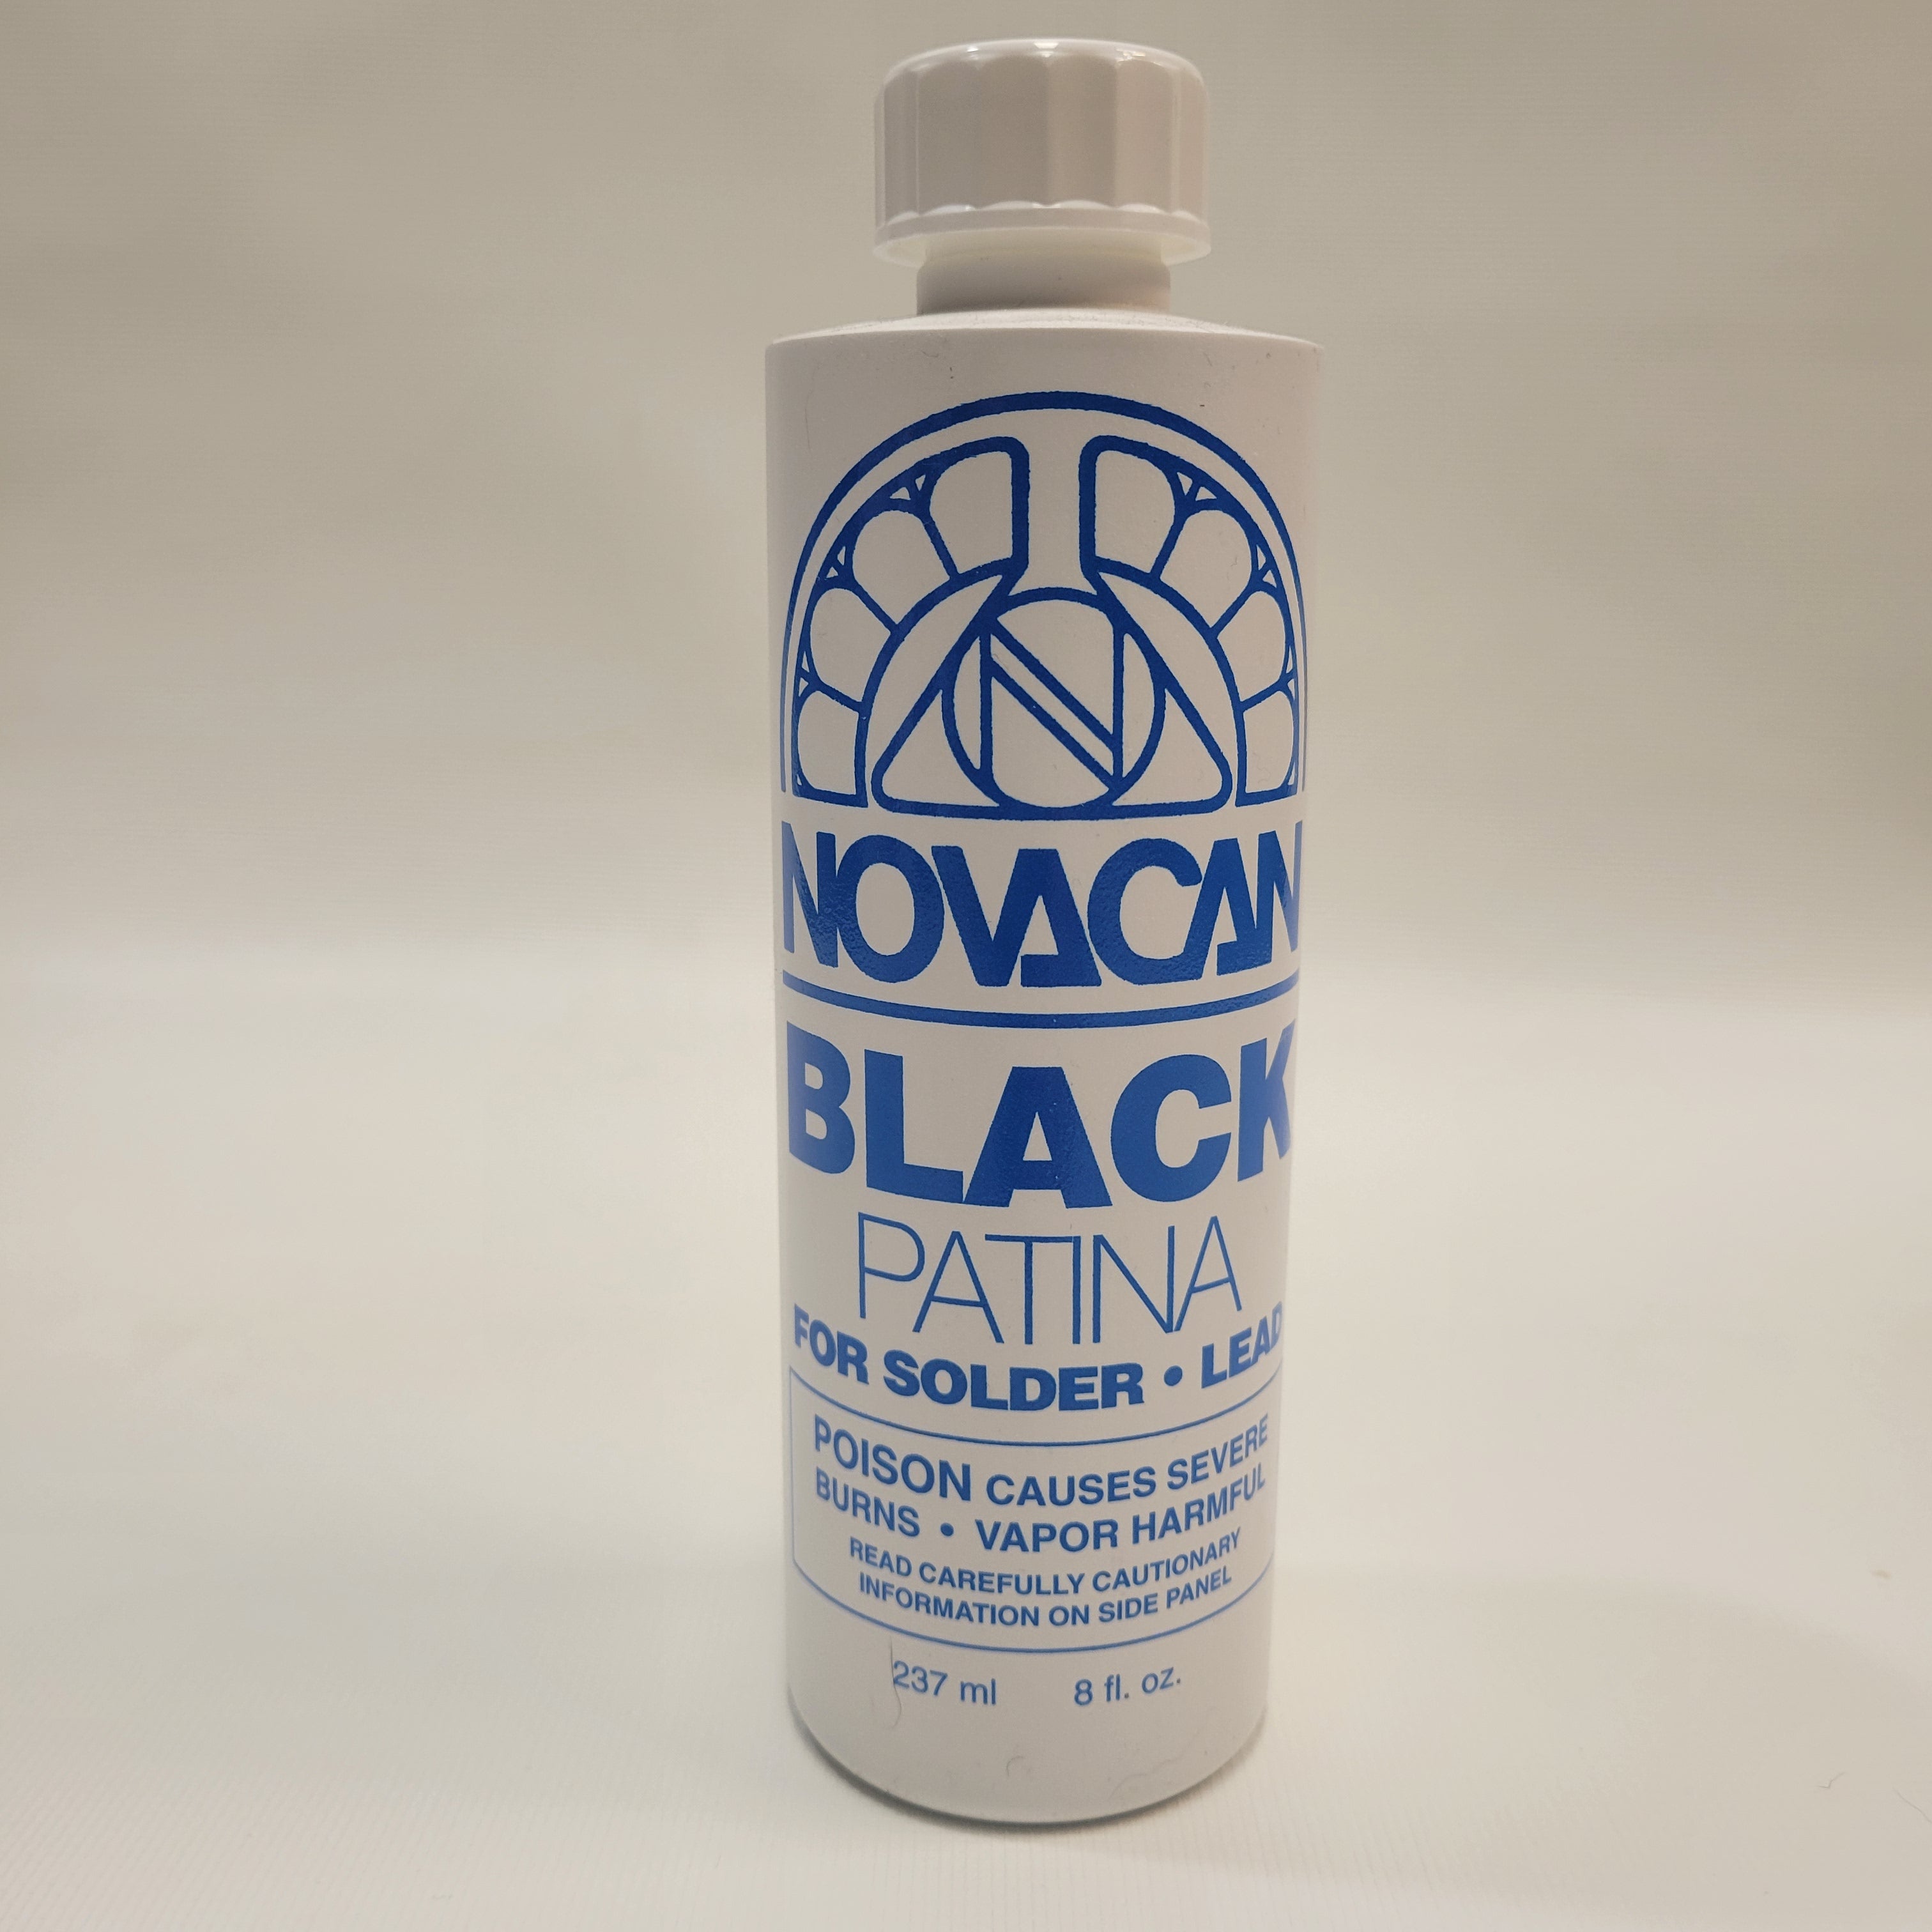 N
NOVACAN
BLACK
PATINA
FOR SOLDER • LEAD
POISON CAUSES SEVERE
BURNS • VAPOR HARMFUL
READ CAREFULLY CAUTIONARY
INFORMATION ON SIDE PANEL
237 ml 8 fl. oz.